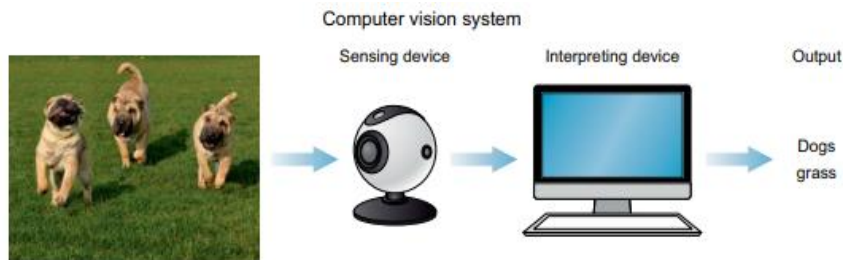 Computer vision system
Sensing device
Interpreting device
Output
Dogs
grass